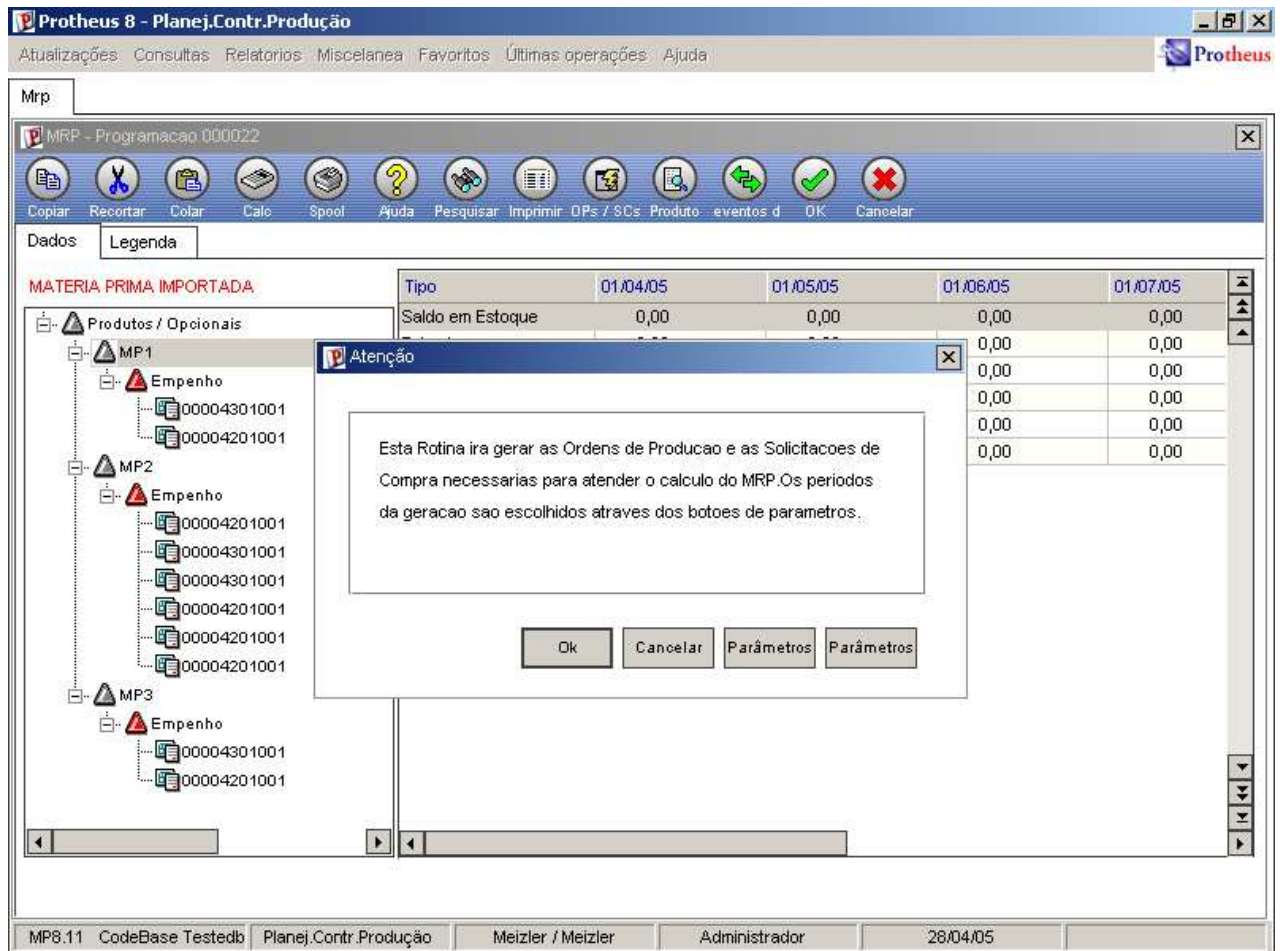 Protheus 8 - Planej.Contr.Produção
Atualizações Consultas Relatorios Miscelanea Favoritos Últimas operações Ajuda
Protheus
Mrp
MRP - Programacao 000022
Copiar Recortar Colar Calc Spool Ajuda Pesquisar Imprimir OPs / SCs Produto eventos d OK Cancelar
Dados Legenda
MATERIA PRIMA IMPORTADA
Produtos / Opcionais
MP1
Empenho
00004301001
00004201001
MP2
Empenho
00004201001
00004301001
00004301001
00004201001
00004201001
00004201001
MP3
Empenho
00004301001
00004201001
Tipo 01/04/05 01/05/05 01/06/05 01/07/05
Saldo em Estoque 0,00 0,00 0,00 0,00
0,00 0,00
0,00 0,00
0,00 0,00
0,00 0,00
0,00 0,00
Atenção
Esta Rotina ira gerar as Ordens de Producao e as Solicitacoes de
Compra necessarias para atender o calculo do MRP.Os periodos
da geracao sao escolhidos atraves dos botoes de parametros.
Ok Cancelar Parâmetros Parâmetros
MP8.11 CodeBase Testedb Planej.Contr.Produção Meizler / Meizler Administrador 28/04/05